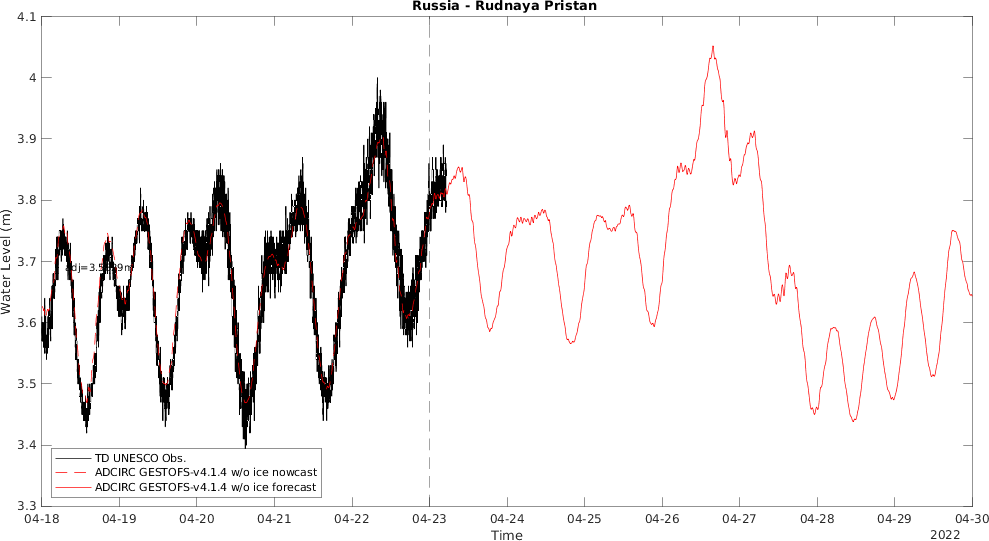 Russia - Rudnaya Pristan
4.1
4
3.9
3.8
3.7
3.6
3.5
3.4
3.3
Water Level (m)
TD UNESCO Obs.
ADCIRC GESTOFS-v4.1.4 w/o ice nowcast
ADCIRC GESTOFS-v4.1.4 w/o ice forecast
04-18 04-19 04-20 04-21 04-22 04-23 04-24 04-25 04-26 04-27 04-28 04-29 04-30
Time
2022